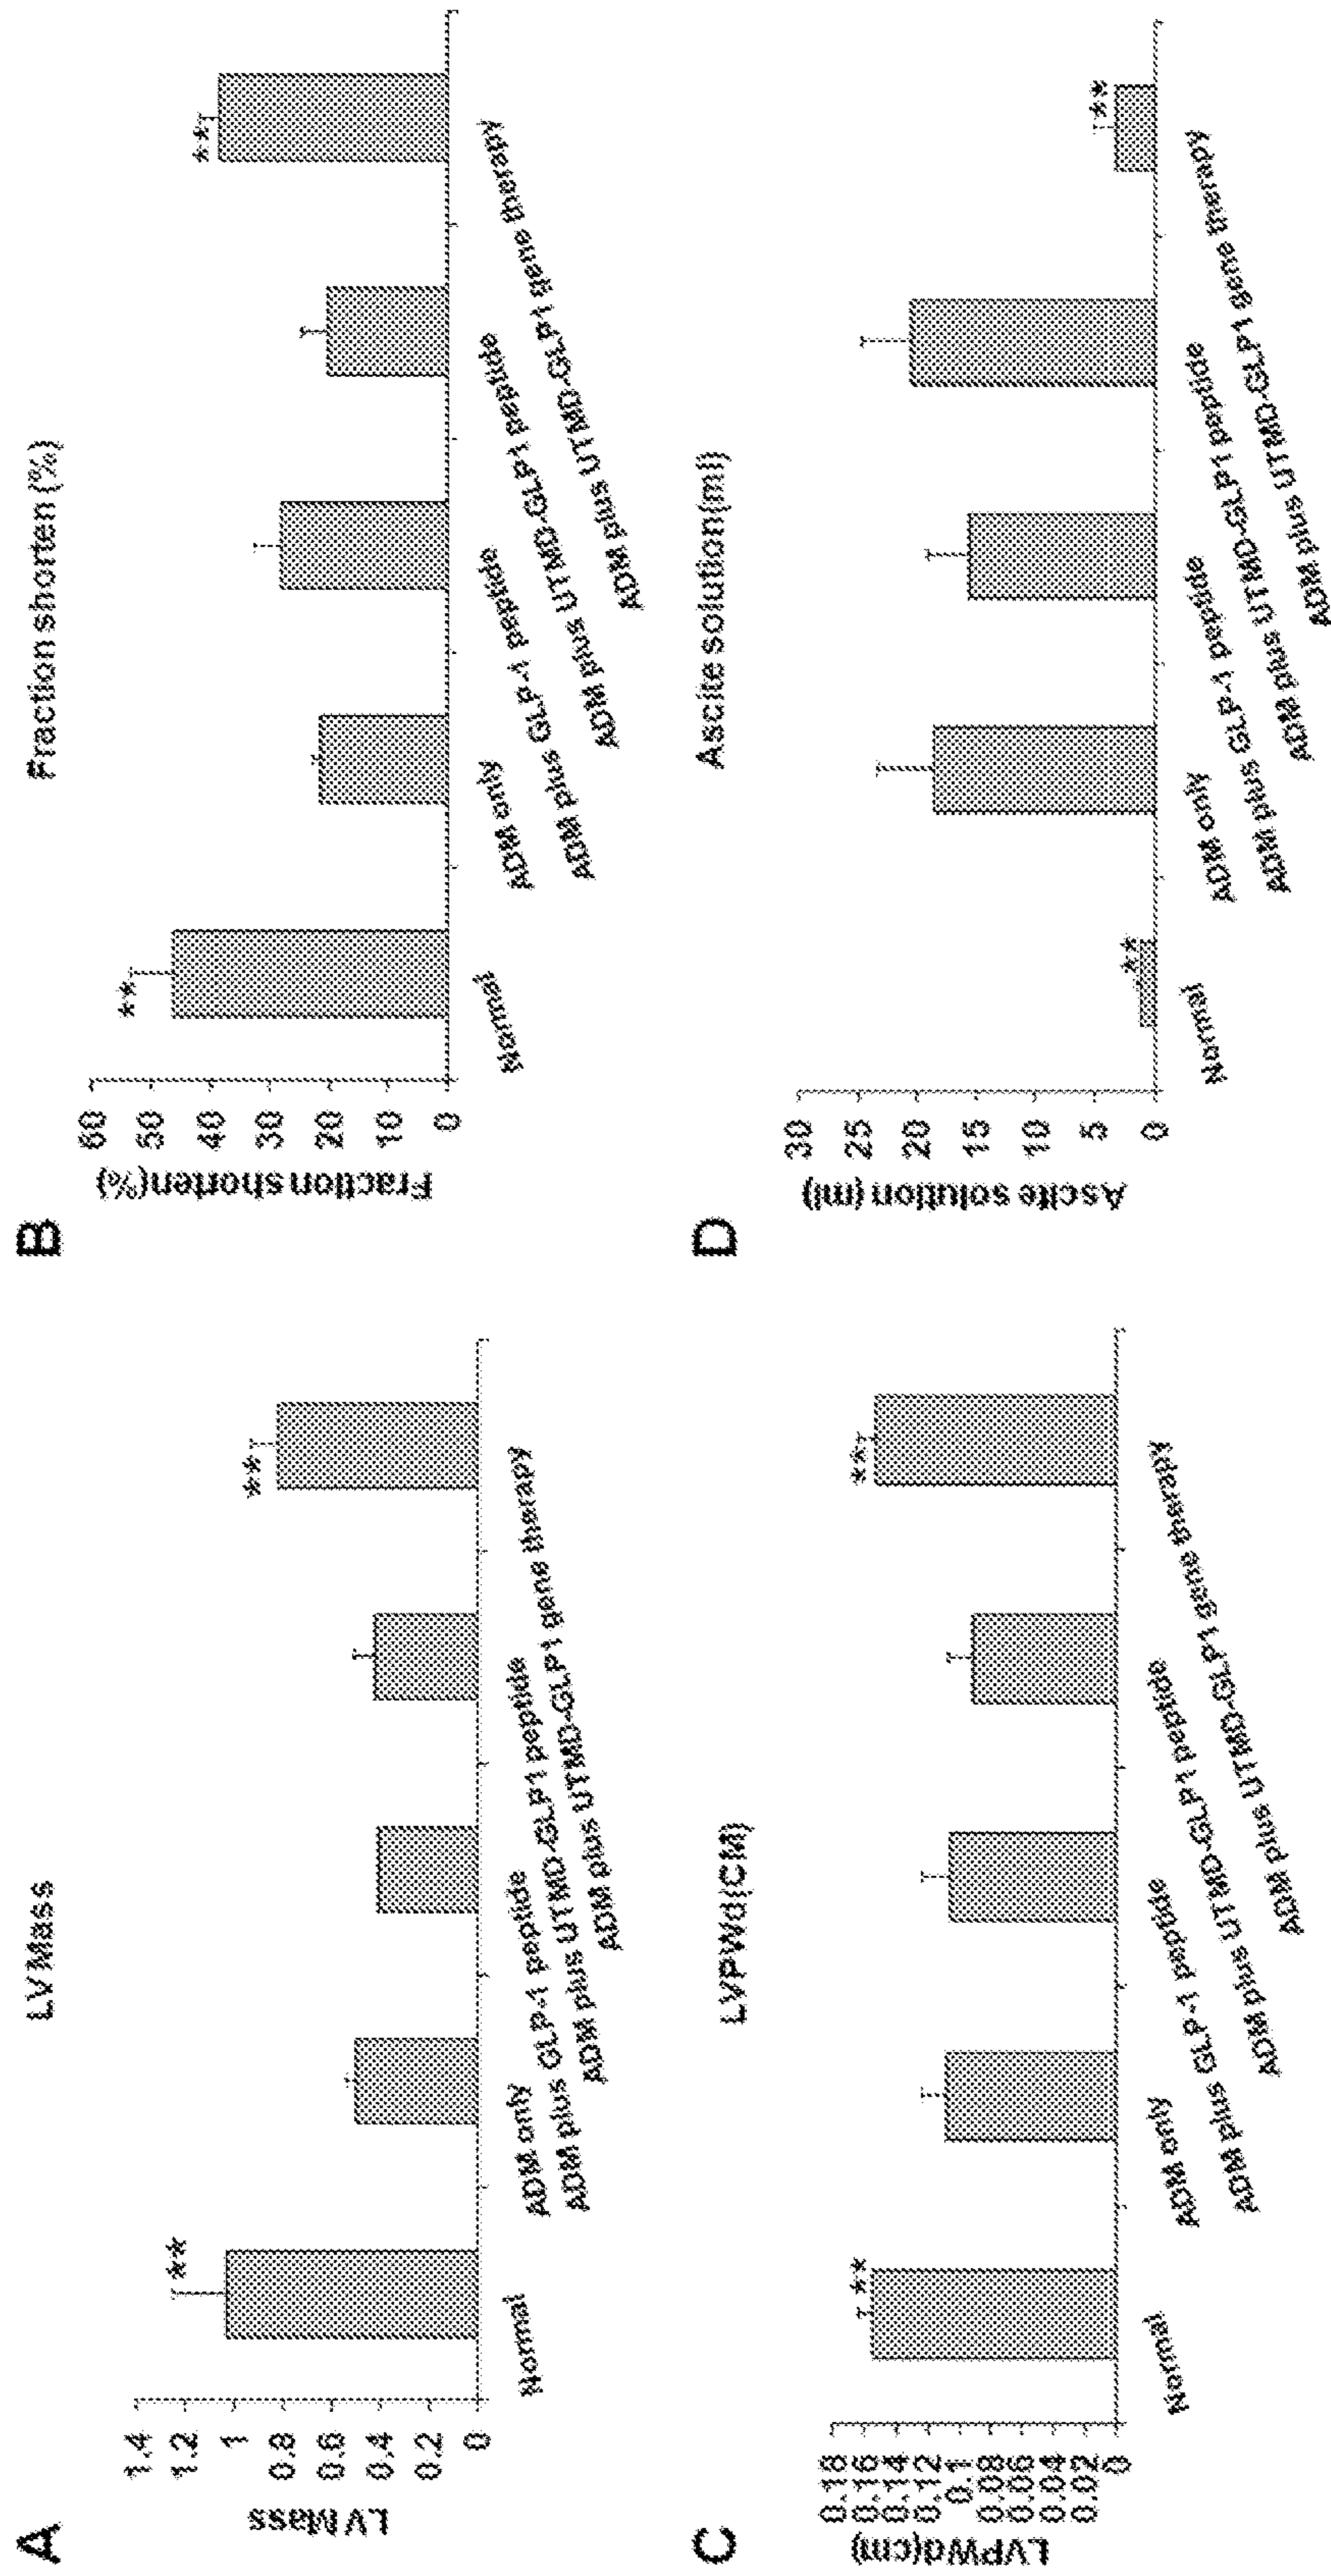 A
LV Mass
LV Mass
1.4
1.2
1
0.8
0.6
0.4
0.2
0
**
**
Normal
ADM only
ADM plus GLP-1 peptide
ADM plus UTMD-GLP1 peptide
ADM plus UTMD-GLP1 gene therapy
B
Fraction shorten (%)
Fraction shorten(%)
60
50
40
30
20
10
0
**
**
Normal
ADM only
ADM plus GLP-1 peptide
ADM plus UTMD-GLP1 peptide
ADM plus UTMD-GLP1 gene therapy
C
LVPWd(CM)
LVPWd(cm)
0.18
0.16
0.14
0.12
0.1
0.08
0.06
0.04
0.02
0
**
**
Normal
ADM only
ADM plus GLP-1 peptide
ADM plus UTMD-GLP1 peptide
ADM plus UTMD-GLP1 gene therapy
D
Ascite solution(ml)
Ascite solution (ml)
30
25
20
15
10
5
0
**
**
Normal
ADM only
ADM plus GLP-1 peptide
ADM plus UTMD-GLP1 peptide
ADM plus UTMD-GLP1 gene therapy